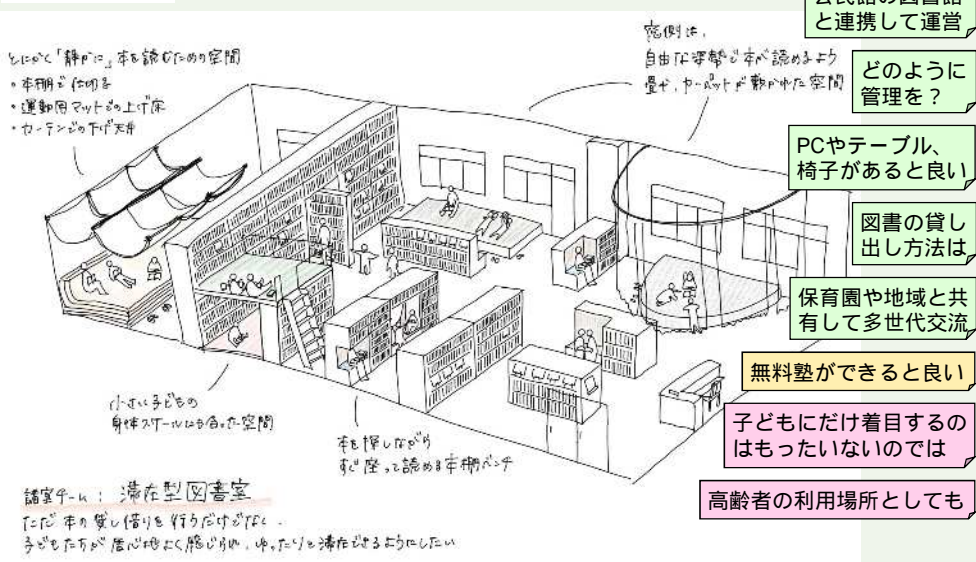 とにかく「静かに」本を読むための空間
・本棚で仕切る
・運動用マットでの上げ床
・カーテンでの下げ天井
窓側は、
自由な姿勢で本が読めるよう
畳や、カーペットが敷かれた空間
公民館の図書館
と連携して運営
どのように
管理を？
PCやテーブル、
椅子があると良い
図書の貸し
出し方法は
保育園や地域と共
有して多世代交流
無料塾ができると良い
子どもにだけ着目するの
はもったいないのでは
高齢者の利用場所としても
小さい子どもの
身体スケールにも合った空間
本を探しながら
すぐ座って読める本棚ベンチ
諸室チーム：滞在型図書室
ただ本の貸し借りを行うだけでなく、
子どもたちが居心地よく感じられ、ゆったりと滞在できるようにしたい